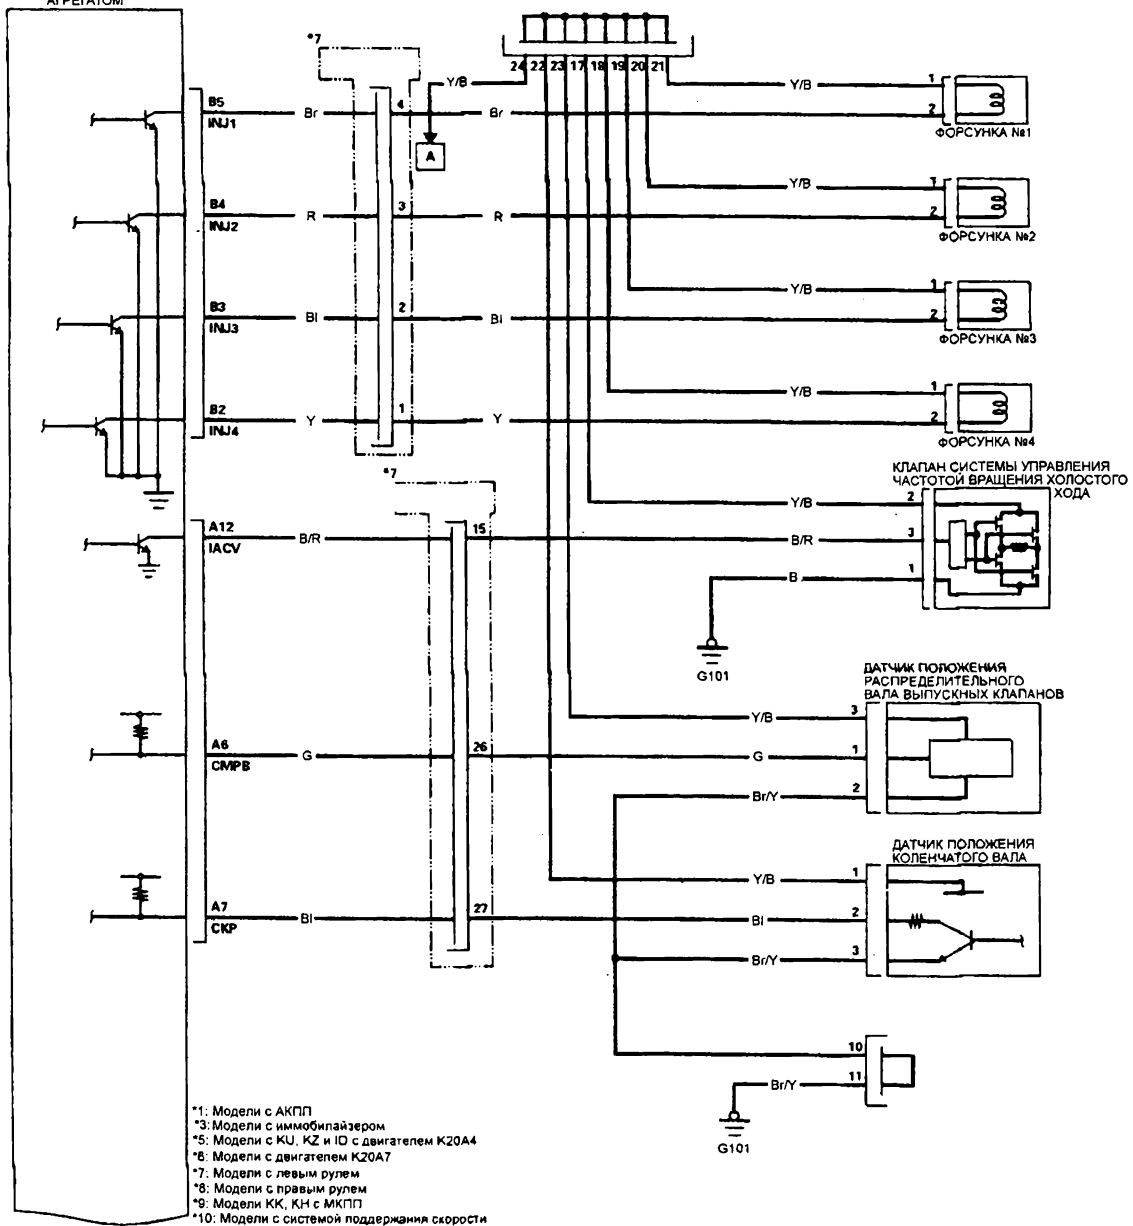 АГРЕГАТОМ
*7
24 22 23 17 18 19 20 21
Y/B
A
B5
INJ1
Br
4
Br
Y/B
1
2
ФОРСУНКА №1
B4
INJ2
R
3
R
Y/B
1
2
ФОРСУНКА №2
B3
INJ3
Bl
2
Bl
Y/B
1
2
ФОРСУНКА №3
B2
INJ4
Y
1
Y
Y/B
1
2
ФОРСУНКА №4
*7
КЛАПАН СИСТЕМЫ УПРАВЛЕНИЯ
ЧАСТОТОЙ ВРАЩЕНИЯ ХОЛОСТОГО
ХОДА
Y/B
2
A12
IACV
B/R
15
B/R
3
B
1
G101
ДАТЧИК ПОЛОЖЕНИЯ
РАСПРЕДЕЛИТЕЛЬНОГО
ВАЛА ВЫПУСКНЫХ КЛАПАНОВ
Y/B
3
A6
CMPB
G
26
G
1
Br/Y
2
ДАТЧИК ПОЛОЖЕНИЯ
КОЛЕНЧАТОГО ВАЛА
Y/B
1
A7
CKP
Bl
27
Bl
2
Br/Y
3
10
Br/Y
11
G101
*1: Модели с АКПП
*3: Модели с иммобилайзером
*5: Модели с KU, KZ и ID с двигателем K20A4
*6: Модели с двигателем K20A7
*7: Модели с левым рулем
*8: Модели с правым рулем
*9: Модели КК, КН с МКПП
*10: Модели с системой поддержания скорости